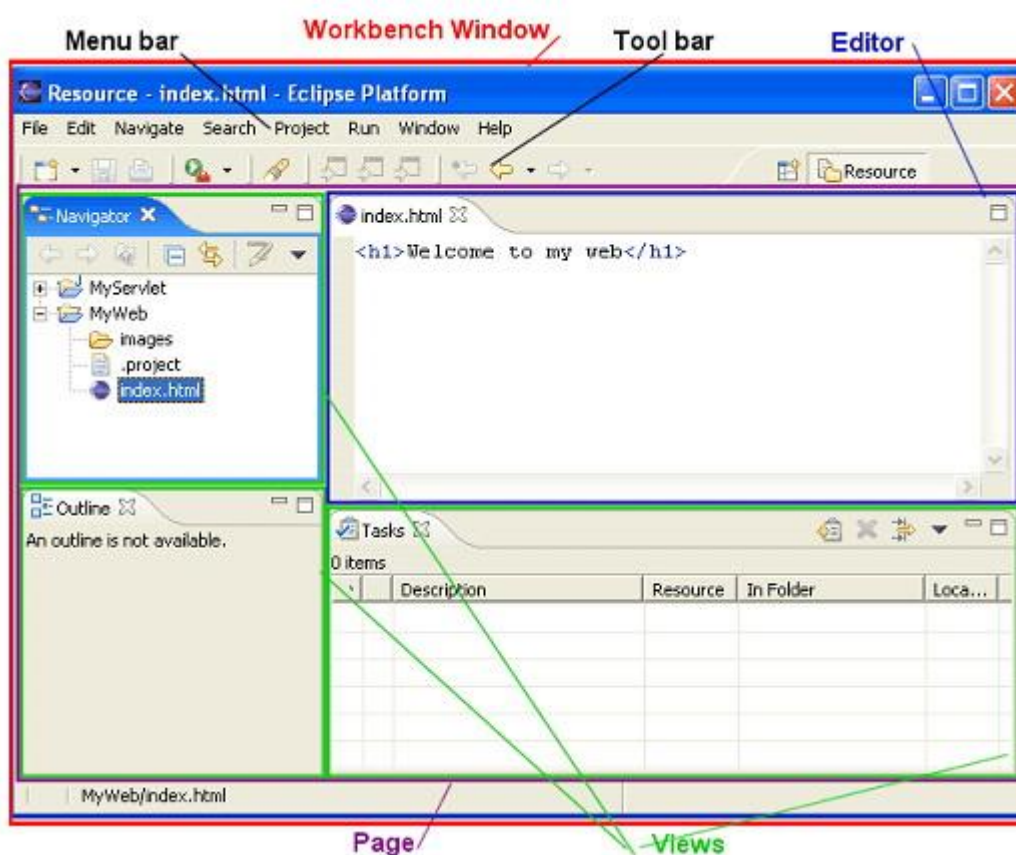 Menu bar
Workbench Window
Tool bar
Editor
Resource - index.html - Eclipse Platform
File Edit Navigate Search Project Run Window Help
Resource
Navigator
MyServlet
MyWeb
images
.project
index.html
index.html
<h1>Welcome to my web</h1>
Outline
An outline is not available.
Tasks
0 items
Description Resource In Folder Loca...
MyWeb/index.html
Page
Views